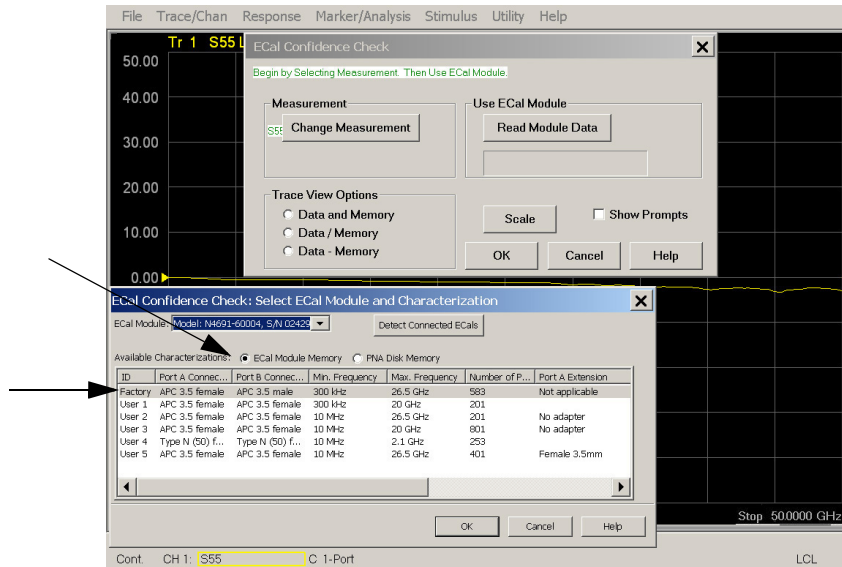 File Trace/Chan Response Marker/Analysis Stimulus Utility Help
Tr 1 S55 L
50.00
40.00
30.00
20.00
10.00
0.00
ECal Confidence Check
Begin by Selecting Measurement. Then Use ECal Module.
Measurement
S55
Change Measurement
Use ECal Module
Read Module Data
Trace View Options
Data and Memory
Data / Memory
Data - Memory
Scale
Show Prompts
OK Cancel Help
ECal Confidence Check: Select ECal Module and Characterization
ECal Module: Model: N4691-60004, S/N 02429
Detect Connected ECals
Available Characterizations: ECal Module Memory PNA Disk Memory
ID Port A Connec... Port B Connec... Min. Frequency Max. Frequency Number of P... Port A Extension
Factory APC 3.5 female APC 3.5 male 300 kHz 26.5 GHz 583 Not applicable
User 1 APC 3.5 female APC 3.5 female 300 kHz 20 GHz 201
User 2 APC 3.5 female APC 3.5 female 10 MHz 26.5 GHz 201 No adapter
User 3 APC 3.5 female APC 3.5 female 10 MHz 20 GHz 801 No adapter
User 4 Type N (50) f... Type N (50) f... 10 MHz 2.1 GHz 253
User 5 APC 3.5 female APC 3.5 female 10 MHz 26.5 GHz 401 Female 3.5mm
OK Cancel Help
Stop 50.0000 GHz
Cont. CH 1: S55 C 1-Port LCL